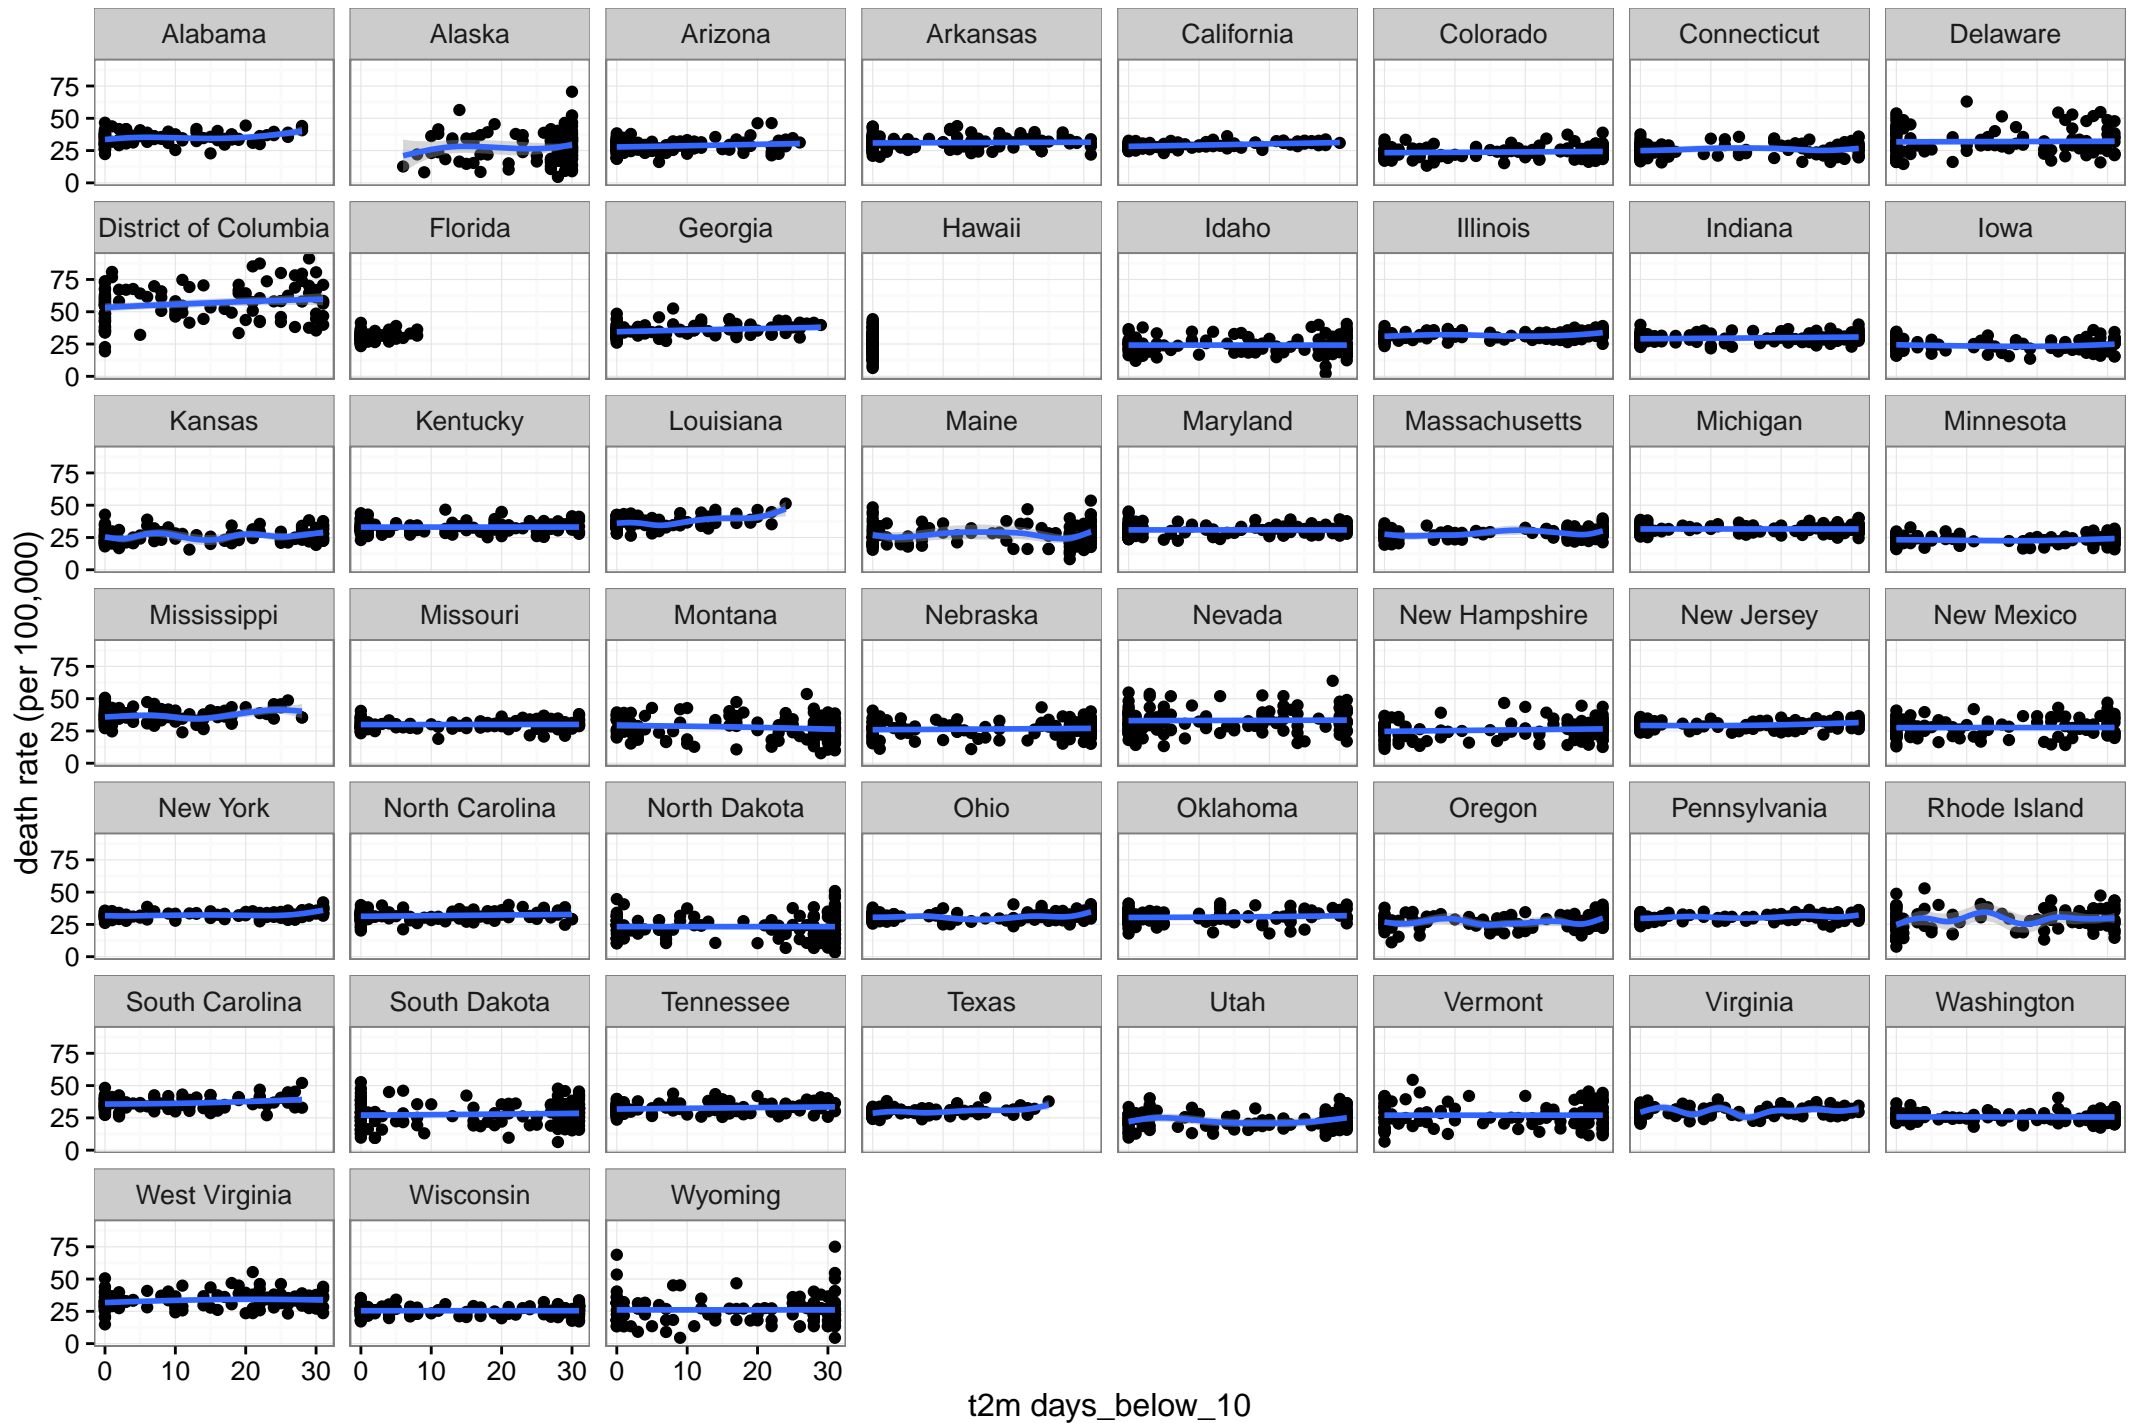 Alabama Alaska Arizona Arkansas California Colorado Connecticut Delaware
75
50
25
0
District of Columbia Florida Georgia Hawaii Idaho Illinois Indiana Iowa
75
50
25
0
Kansas Kentucky Louisiana Maine Maryland Massachusetts Michigan Minnesota
75
50
25
0
death rate (per 100,000)
Mississippi Missouri Montana Nebraska Nevada New Hampshire New Jersey New Mexico
75
50
25
0
New York North Carolina North Dakota Ohio Oklahoma Oregon Pennsylvania Rhode Island
75
50
25
0
South Carolina South Dakota Tennessee Texas Utah Vermont Virginia Washington
75
50
25
0
West Virginia Wisconsin Wyoming
75
50
25
0
0 10 20 30 0 10 20 30 0 10 20 30
t2m days_below_10